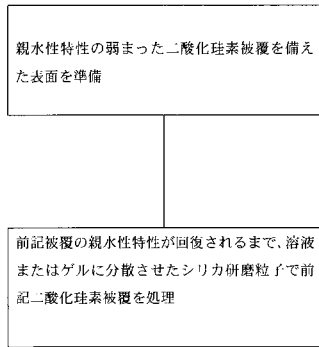 親水性特性の弱まった二酸化珪素被覆を備え
た表面を準備
前記被覆の親水性特性が回復されるまで、溶液
またはゲルに分散させたシリカ研磨粒子で前
記二酸化珪素被覆を処理